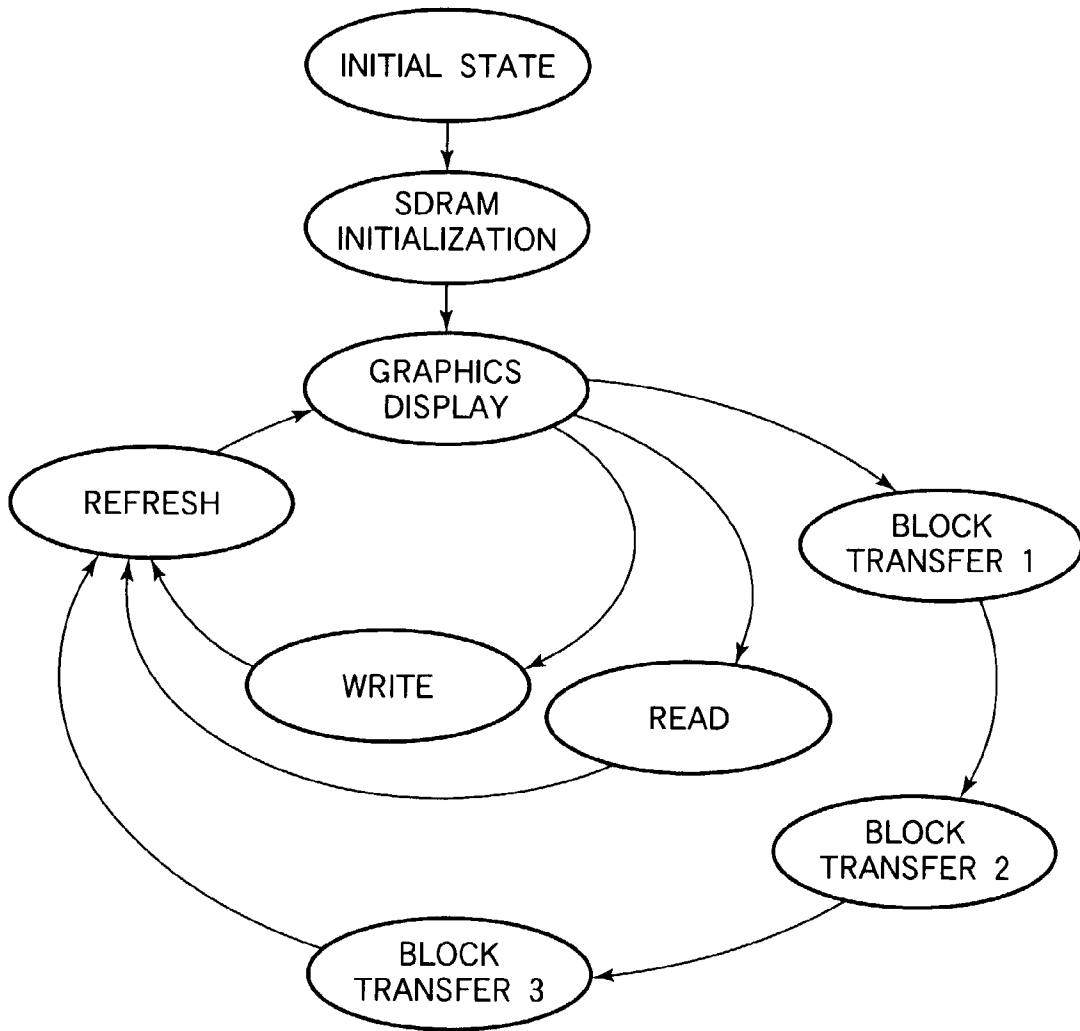 INITIAL STATE
SDRAM
INITIALIZATION
GRAPHICS
DISPLAY
REFRESH
BLOCK
TRANSFER 1
WRITE
READ
BLOCK
TRANSFER 2
BLOCK
TRANSFER 3